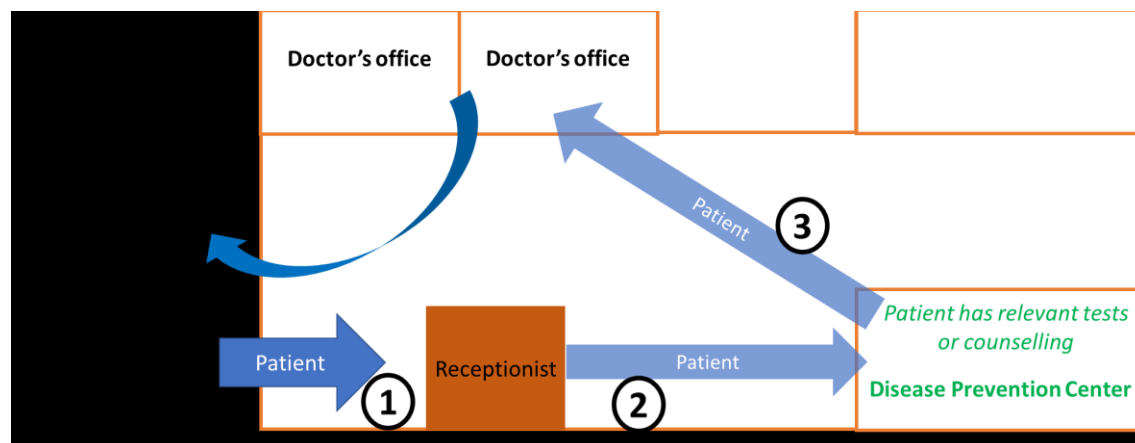 Doctor's office
Doctor's office
Patient
3
Patient
1
Receptionist
Patient
2
Patient has relevant tests
or counselling
Disease Prevention Center